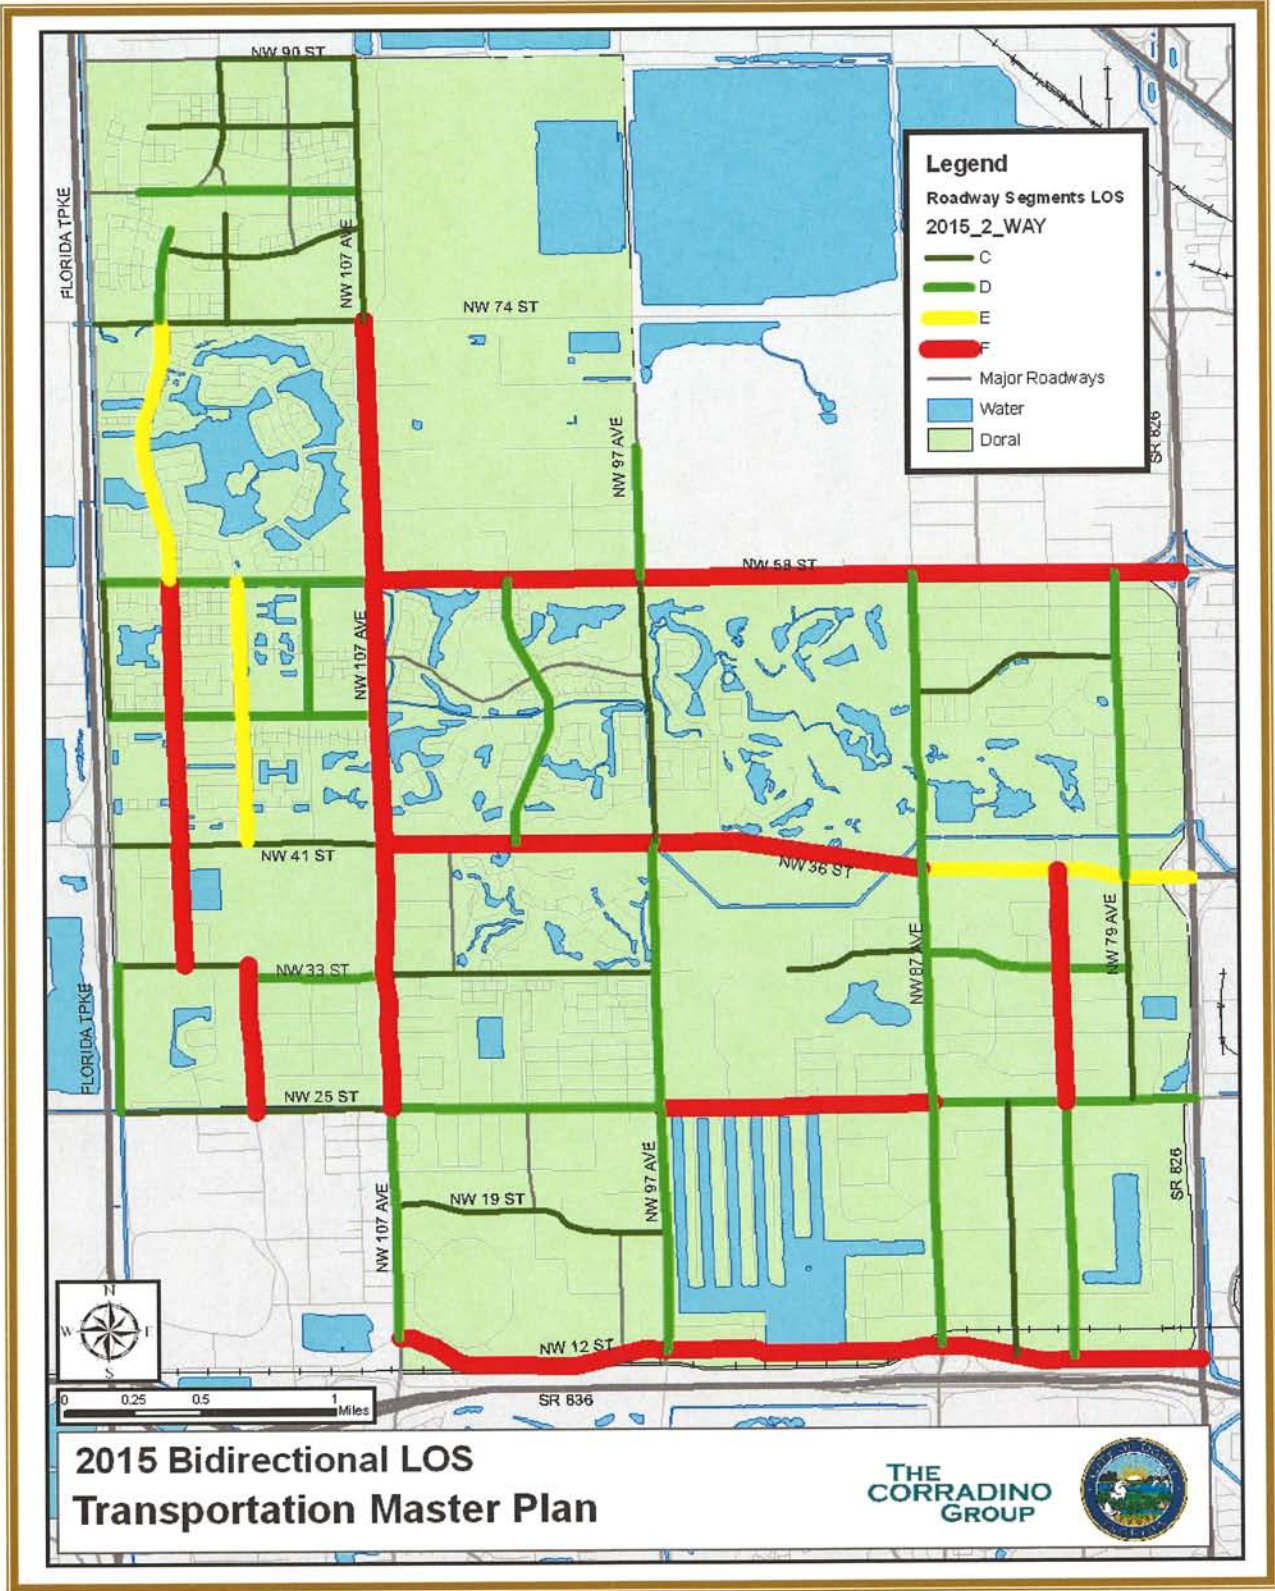 NW 90 ST
FLORIDA TPKE
NW 107 AVE
NW 74 ST
Legend
Roadway Segments LOS
2015_2_WAY
C
D
E
F
Major Roadways
Water
Doral
SR 826
NW 97 AVE
NW 58 ST
NW 107 AVE
NW 41 ST
NW 36 ST
NW 79 AVE
NW 87 AVE
NW 33 ST
FLORIDA TPKE
NW 25 ST
NW 97 AVE
SR 826
NW 107 AVE
NW 19 ST
N
W
S
NW 12 ST
0 0.25 0.5 1
Miles
SR 836
2015 Bidirectional LOS
Transportation Master Plan
THE
CORRADINO
GROUP